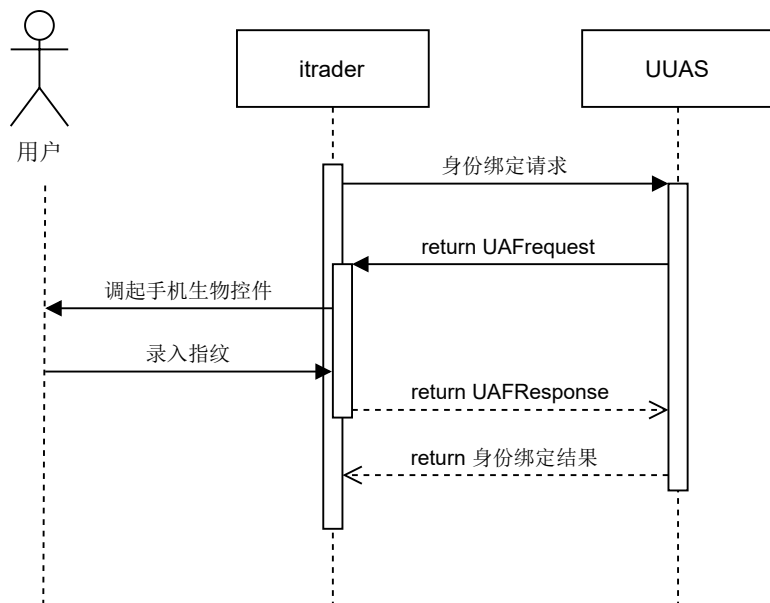 itrader
UUAS
用户
身份绑定请求
return UAFrequest
调起手机生物控件
录入指纹
return UAFResponse
return 身份绑定结果